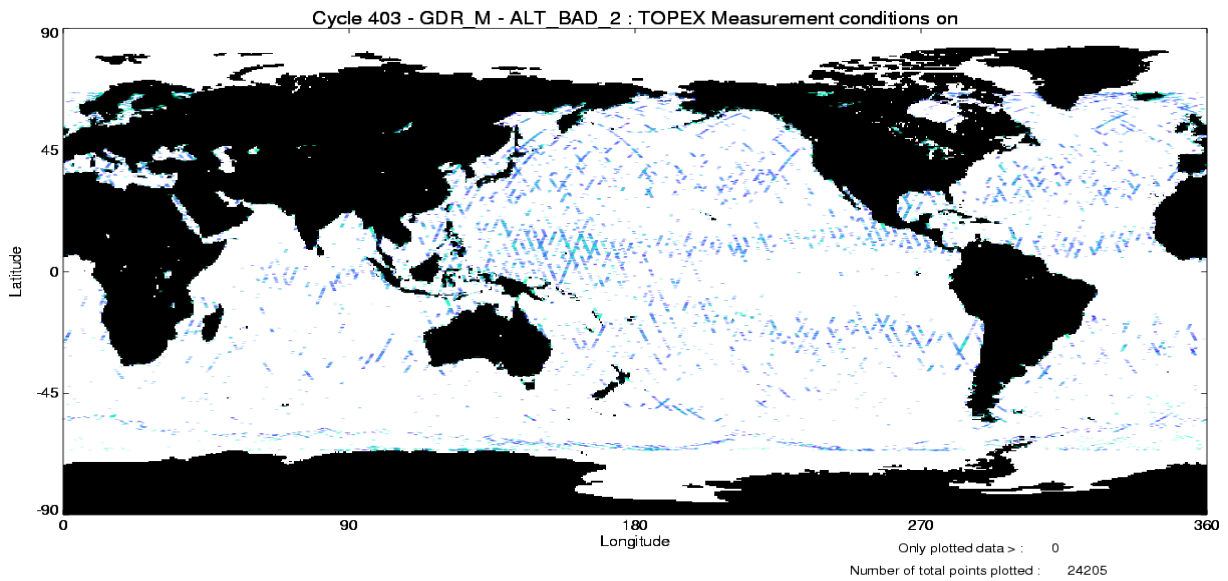 Cycle 403 - GDR_M - ALT_BAD_2 : TOPEX Measurement conditions on
90
45
0
-45
-90
Latitude
0 90 180 270 360
Longitude
Only plotted data > : 0
Number of total points plotted : 24205